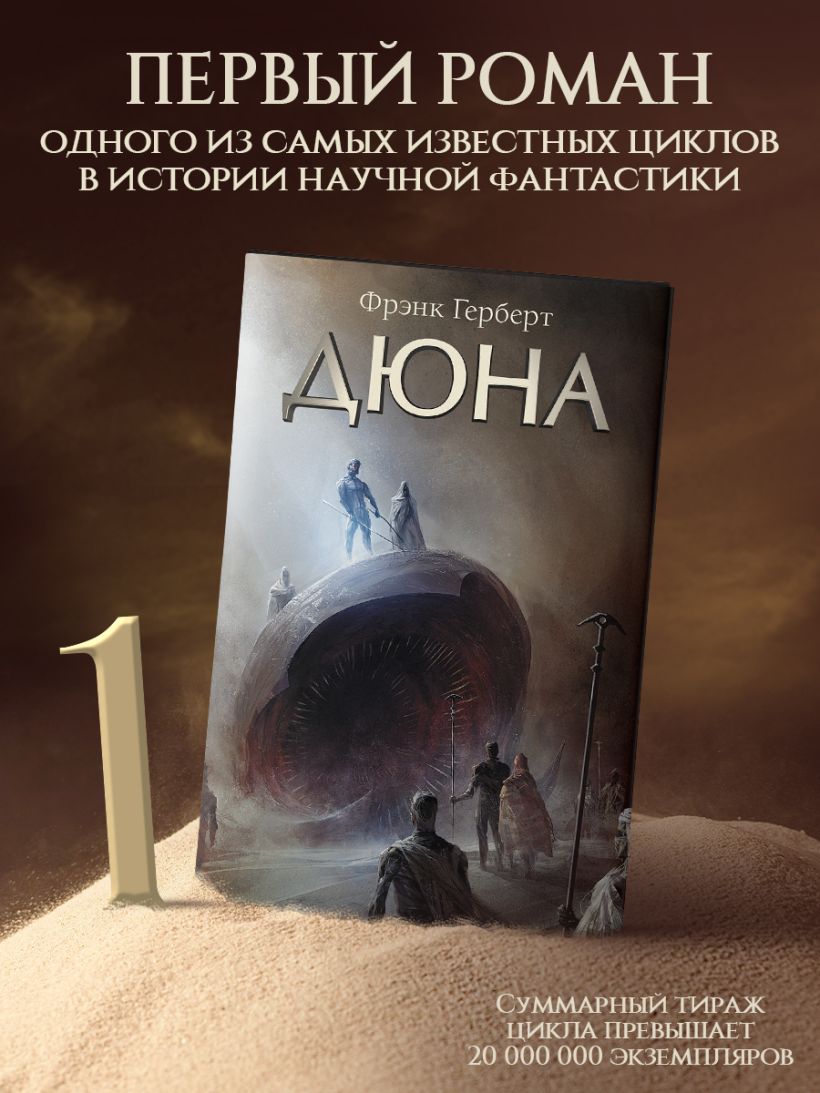 ПЕРВЫЙ РОМАН
ОДНОГО ИЗ САМЫХ ИЗВЕСТНЫХ ЦИКЛОВ
В ИСТОРИИ НАУЧНОЙ ФАНТАСТИКИ
Фрэнк Герберт
ДЮНА
1
Суммарный тираж
цикла превышает
20 000 000 экземпляров